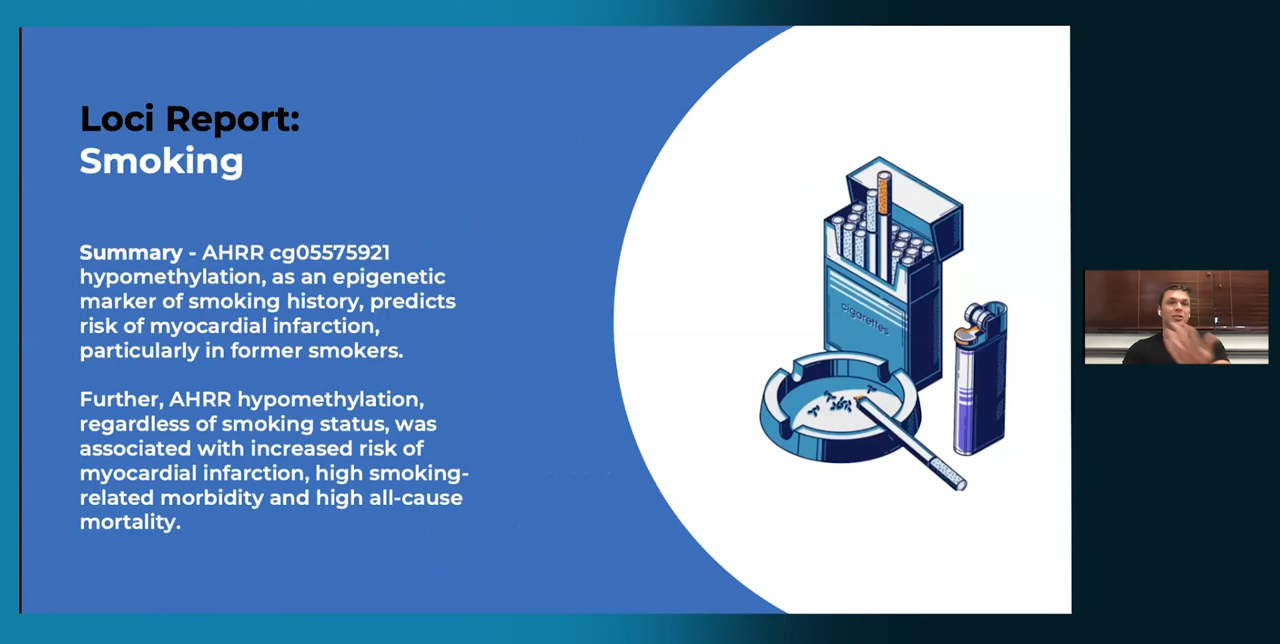 Loci Report:
Smoking
Summary - AHRR cg05575921
hypomethylation, as an epigenetic
marker of smoking history, predicts
risk of myocardial infarction,
particularly in former smokers.
Further, AHRR hypomethylation,
regardless of smoking status, was
associated with increased risk of
myocardial infarction, high smoking-
related morbidity and high all-cause
mortality.
cigarettes